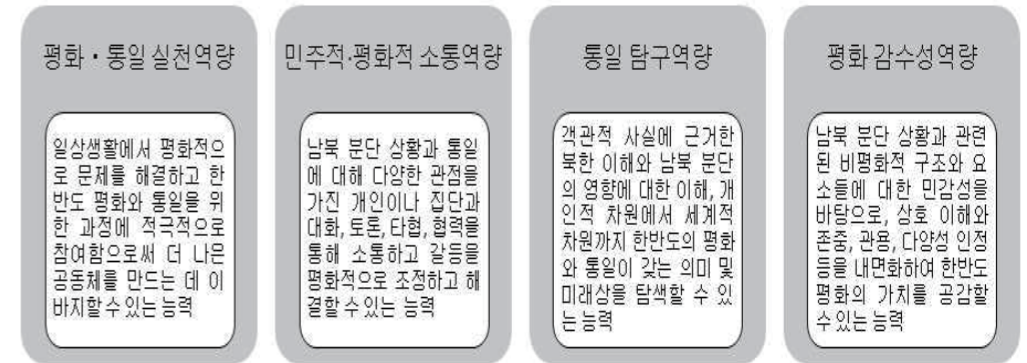 평화·통일 실천역량
일상생활에서 평화적으
로 문제를 해결하고 한
반도 평화와 통일을 위
한 과정에 적극적으로
참여함으로써 더 나은
공동체를 만드는 데 이
바지할 수 있는 능력
민주적·평화적 소통역량
남북 분단 상황과 통일
에 대해 다양한 관점을
가진 개인이나 집단과
대화, 토론, 타협, 협력을
통해 소통하고 갈등을
평화적으로 조정하고 해
결할 수 있는 능력
통일 탐구역량
객관적 사실에 근거한
북한 이해와 남북 분단
의 영향에 대한 이해, 개
인적 차원에서 세계적
차원까지 한반도의 평화
와 통일이 갖는 의미 및
미래상을 탐색할 수 있
는 능력
평화 감수성역량
남북 분단 상황과 관련
된 비평화적 구조와 요
소들에 대한 민감성을
바탕으로, 상호 이해와
존중, 관용, 다양성 인정
등을 내면화하여 한반도
평화의 가치를 공감할
수 있는 능력